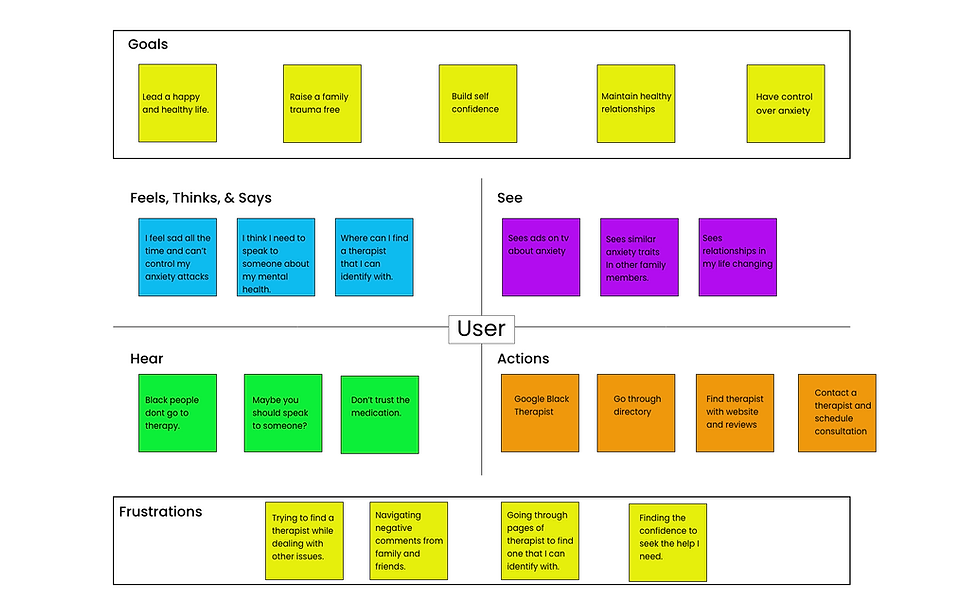 Goals
Lead a happy
and healthy life.
Raise a family
trauma free
Build self
confidence
Maintain healthy
relationships
Have control
over anxiety
Feels, Thinks, & Says
I feel sad all the
time and can't
control my
anxiety attacks
I think I need to
speak to
someone about
my mental
health.
Where can I find
a therapist
that I can
identify with.
See
Sees ads on tv
about anxiety
Sees similar
anxiety traits
in other family
members.
Sees
relationships in
my life changing
User
Hear
Black people
dont go to
therapy.
Maybe you
should speak
to someone?
Don't trust the
medication.
Actions
Google Black
Therapist
Go through
directory
Find therapist
with website
and reviews
Contact a
therapist and
schedule
consultation
Frustrations
Trying to find a
therapist while
dealing with
other issues.
Navigating
negative
comments from
family and
friends.
Going through
pages of
therapist to find
one that I can
identify with.
Finding the
confidence to
seek the help I
need.